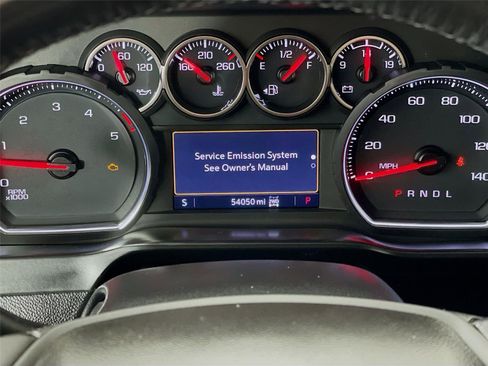 60
120
210
160
260
1/2
E
F
14
9
19
1
2
3
4
5
0
RPM
x1000
Service Emission System
See Owner's Manual
S
54050 mi
P
20
40
60
80
100
120
140
0
MPH
P R N D L